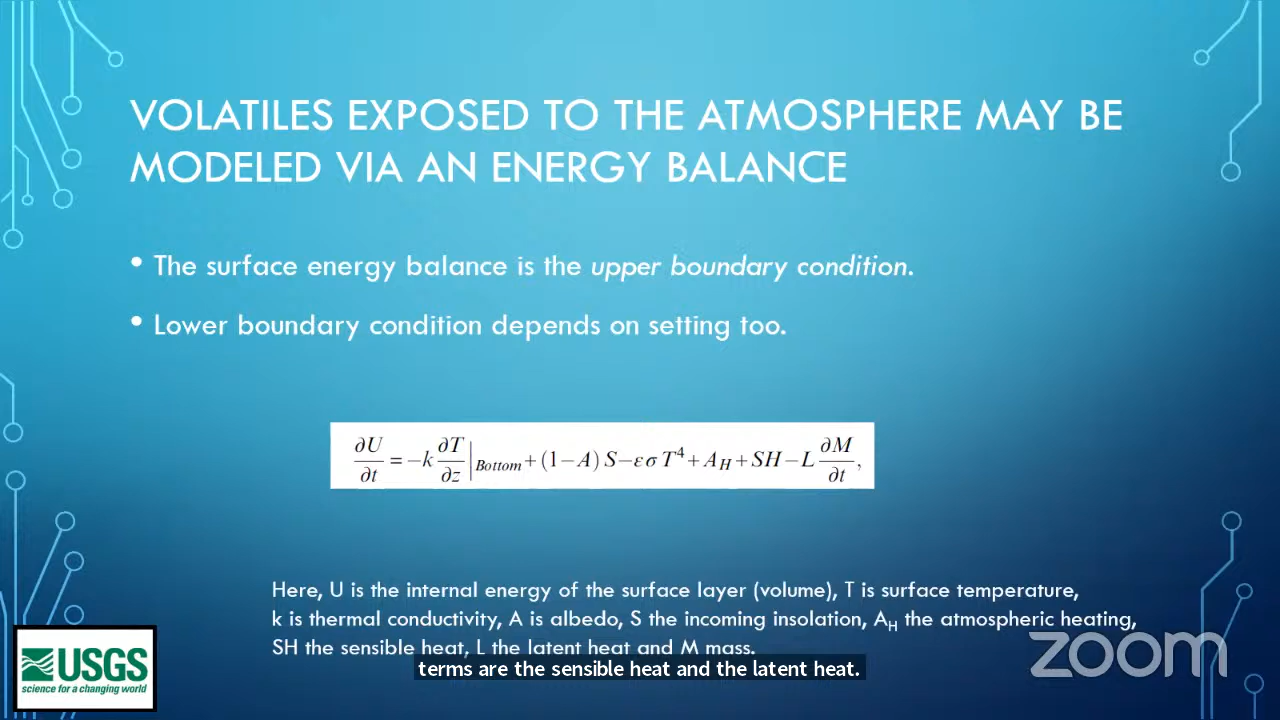 VOLATILES EXPOSED TO THE ATMOSPHERE MAY BE
MODELED VIA AN ENERGY BALANCE
• The surface energy balance is the upper boundary condition.
• Lower boundary condition depends on setting too.
∂U/∂t = −k ∂T/∂z |Bottom + (1−A) S − εσT⁴ + A_H + SH − L ∂M/∂t,
Here, U is the internal energy of the surface layer (volume), T is surface temperature,
k is thermal conductivity, A is albedo, S the incoming insolation, A_H the atmospheric heating,
SH the sensible heat, L the latent heat and M mass.
terms are the sensible heat and the latent heat.
USGS
science for a changing world
zoom